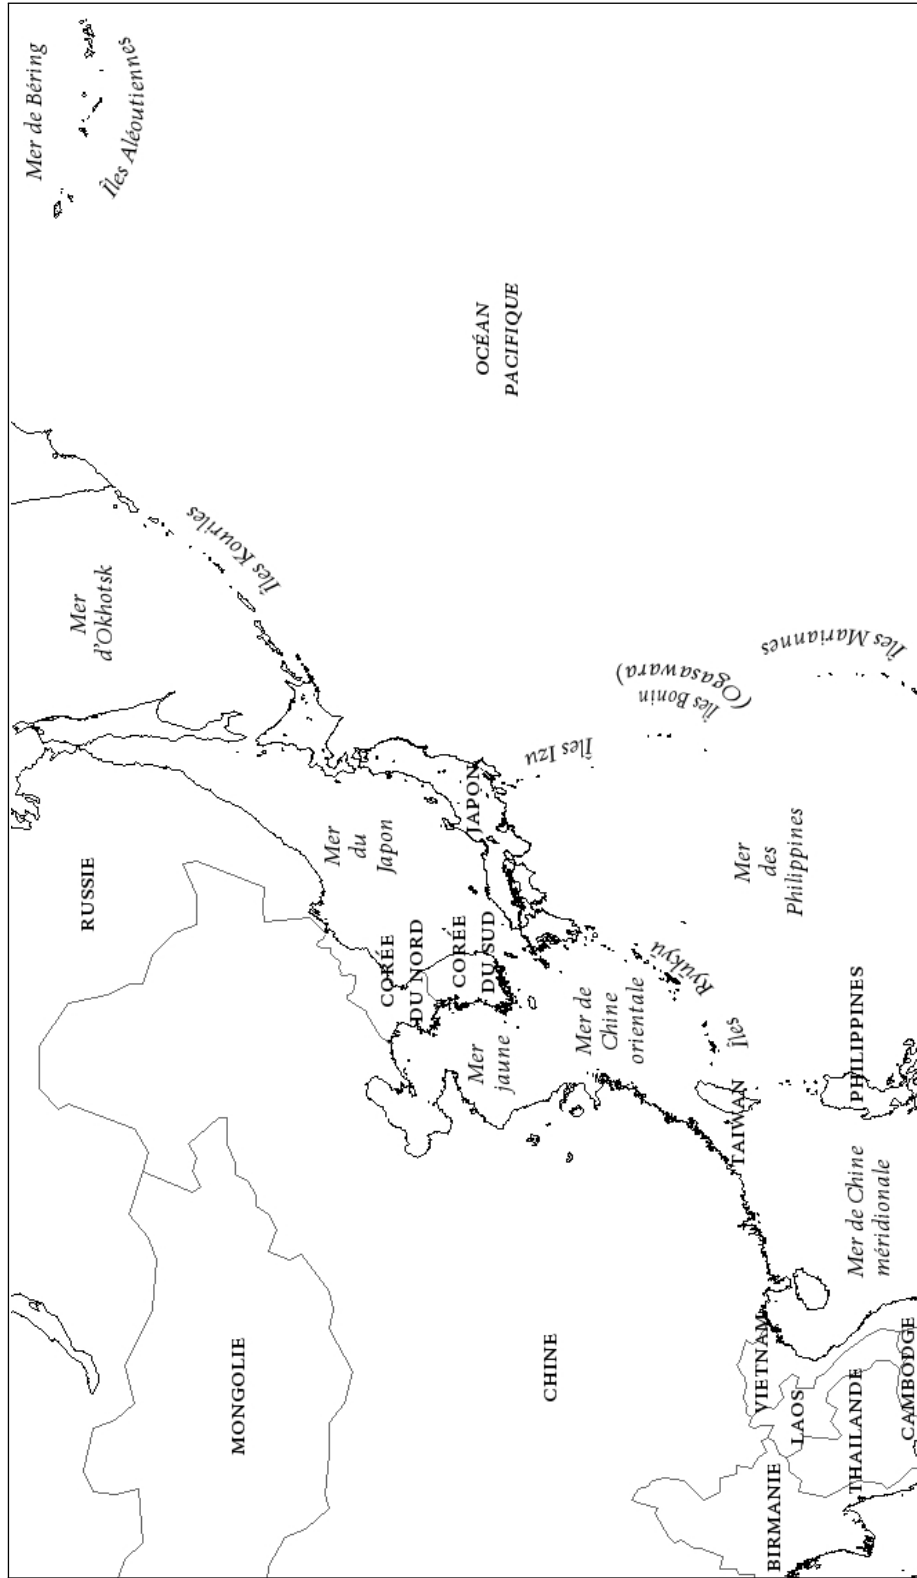 Mer de Béring
Îles Aléoutiennes
Mer
d'Okhotsk
Îles Kouriles
OCÉAN
PACIFIQUE
RUSSIE
MONGOLIE
CHINE
CORÉE
DU NORD
CORÉE
DU SUD
Mer
du
Japon
JAPON
Mer
jaune
Mer de
Chine
orientale
Îles Izu
Îles Bonin
(Ogasawara)
Îles Mariannes
Îles Ryukyü
Mer
des
Philippines
TAIWAN
PHILIPPINES
Mer de Chine
méridionale
BIRMANIE
VIETNAM
LAOS
THAILANDE
CAMBODGE